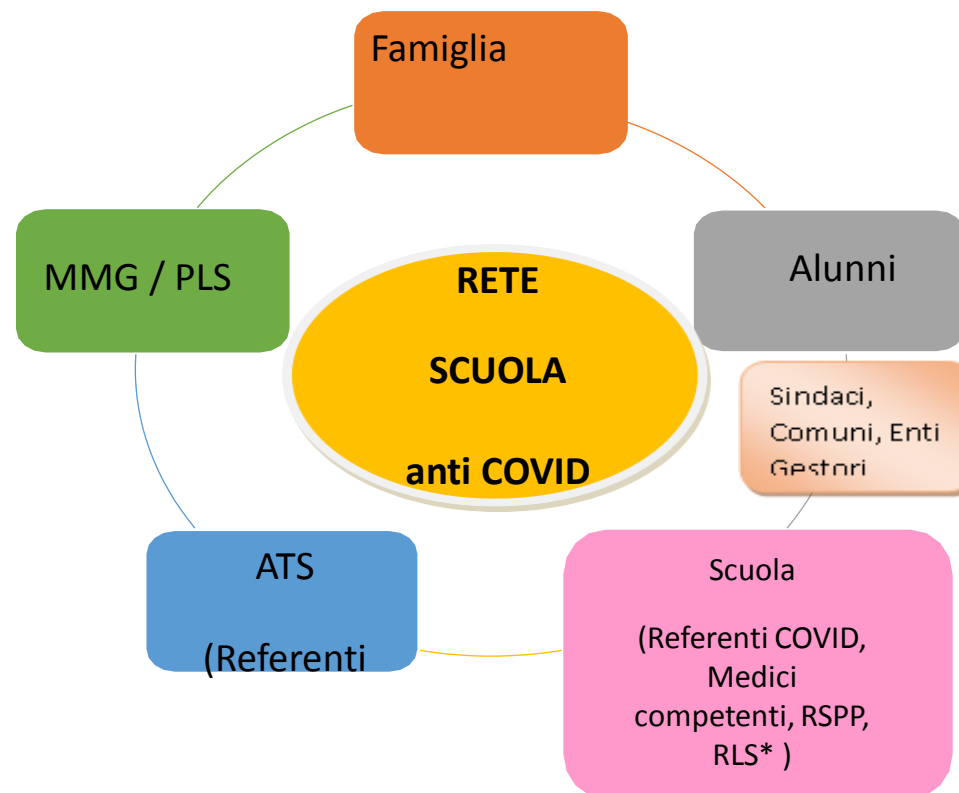 Famiglia
MMG / PLS
Alunni
RETE
SCUOLA
anti COVID
Sindaci,
Comuni, Enti
Gestori
ATS
(Referenti
Scuola
(Referenti COVID,
Medici
competenti, RSPP,
RLS* )